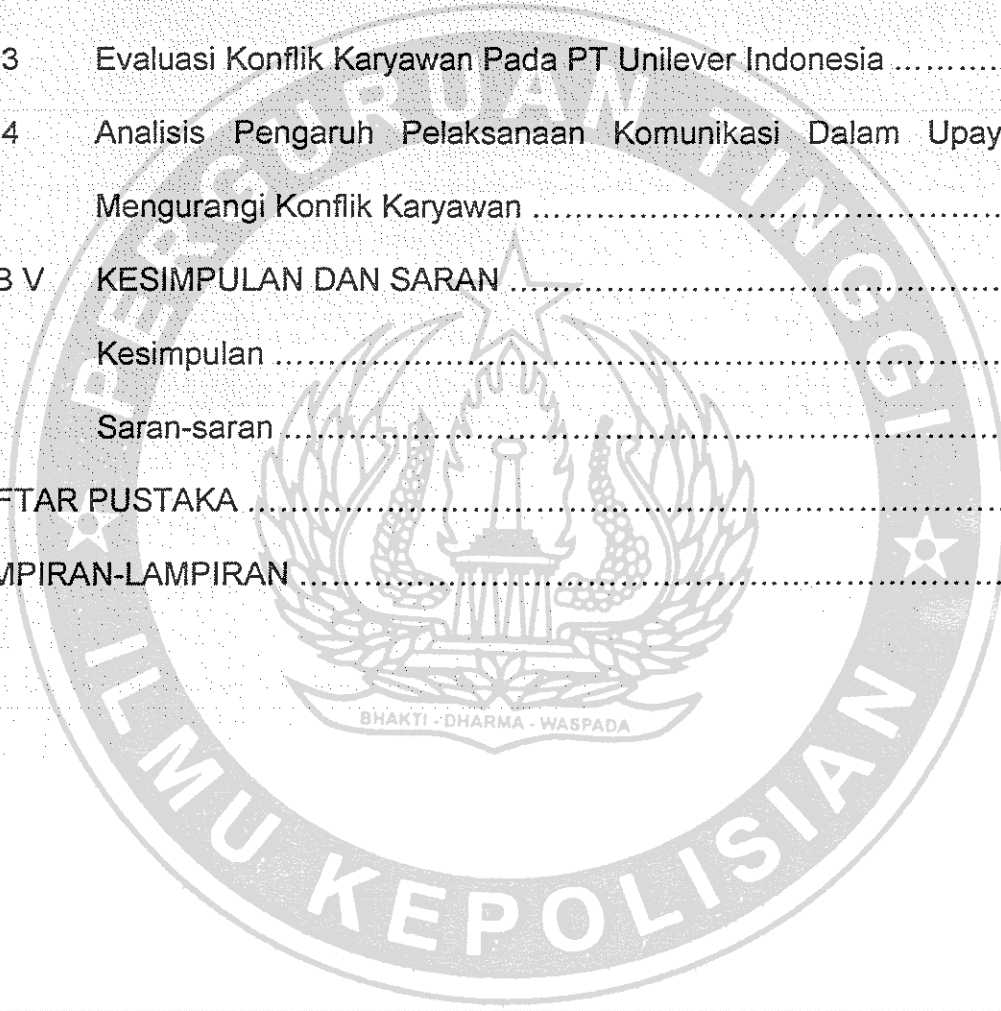 3 Evaluasi Konflik Karyawan Pada PT Unilever Indonesia ...........
4 Analisis Pengaruh Pelaksanaan Komunikasi Dalam Upay
Mengurangi Konflik Karyawan ...............................................
B V KESIMPULAN DAN SARAN ..................................................
Kesimpulan ..........................................................................
Saran-saran .........................................................................
FTAR PUSTAKA ...................................................................
MPIRAN-LAMPIRAN ..............................................................
PERGURUAN TINGGI
BHAKTI - DHARMA - WASPADA
ILMU KEPOLISIAN